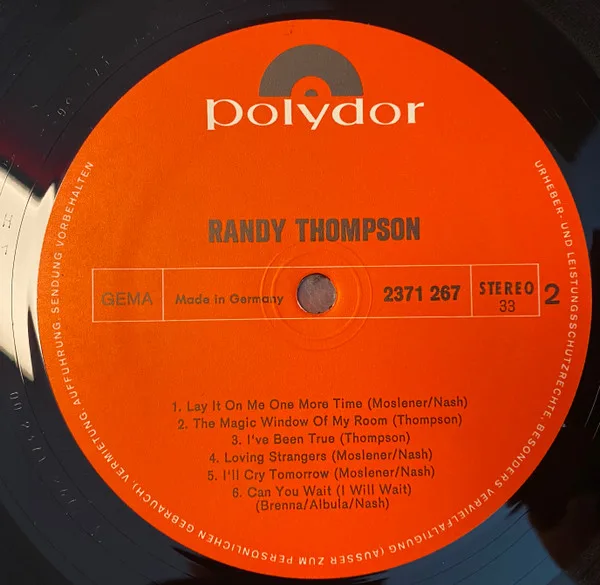 polydor
RANDY THOMPSON
GEMA
Made in Germany
2371 267
STEREO
33
2
1. Lay It On Me One More Time (Moslener/Nash)
2. The Magic Window Of My Room (Thompson)
3. I've Been True (Thompson)
4. Loving Strangers (Moslener/Nash)
5. I'll Cry Tomorrow (Moslener/Nash)
6. Can You Wait (I Will Wait)
(Brenna/Albula/Nash)
URHEBER- UND LEISTUNGSSCHUTZRECHTE, BESONDERS VERVIELFÄLTIGUNG (AUSSER ZUM PERSÖNLICHEN GEBRAUCH), VERMIETUNG, AUFFÜHRUNG, SENDUNG VORBEHALTEN